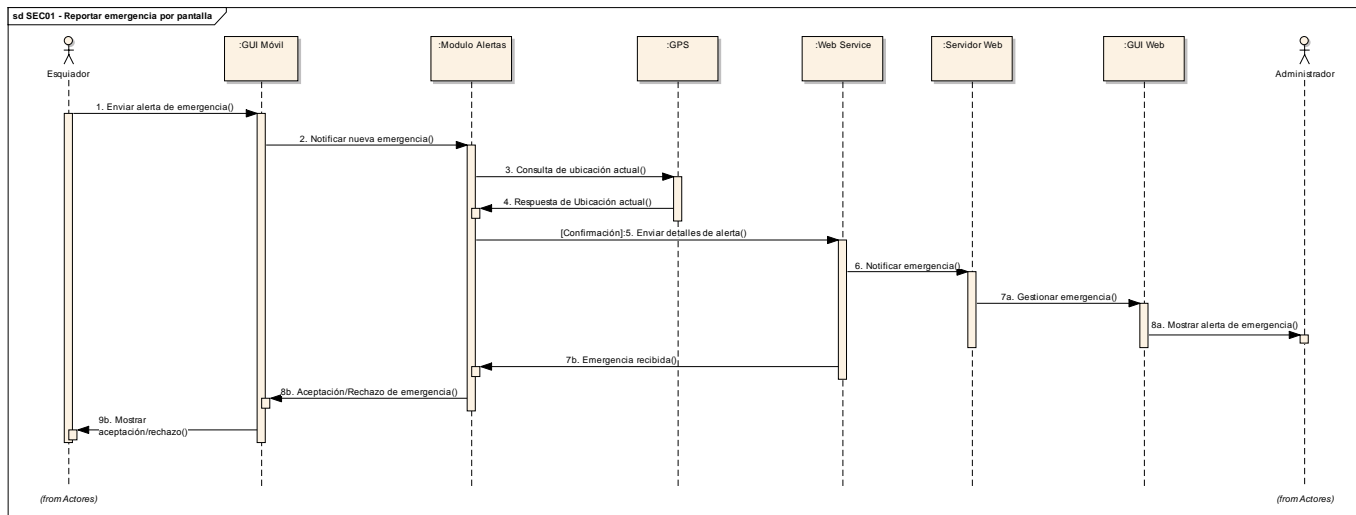 sd SEC01 - Reportar emergencia por pantalla
:GUI Móvil
:Modulo Alertas
:GPS
:Web Service
:Servidor Web
:GUI Web
Esquiador
Administrador
1. Enviar alerta de emergencia()
2. Notificar nueva emergencia()
3. Consulta de ubicación actual()
4. Respuesta de Ubicación actual()
[Confirmación]:5. Enviar detalles de alerta()
6. Notificar emergencia()
7a. Gestionar emergencia()
8a. Mostrar alerta de emergencia()
7b. Emergencia recibida()
8b. Aceptación/Rechazo de emergencia()
9b. Mostrar
aceptación/rechazo()
(from Actores)
(from Actores)